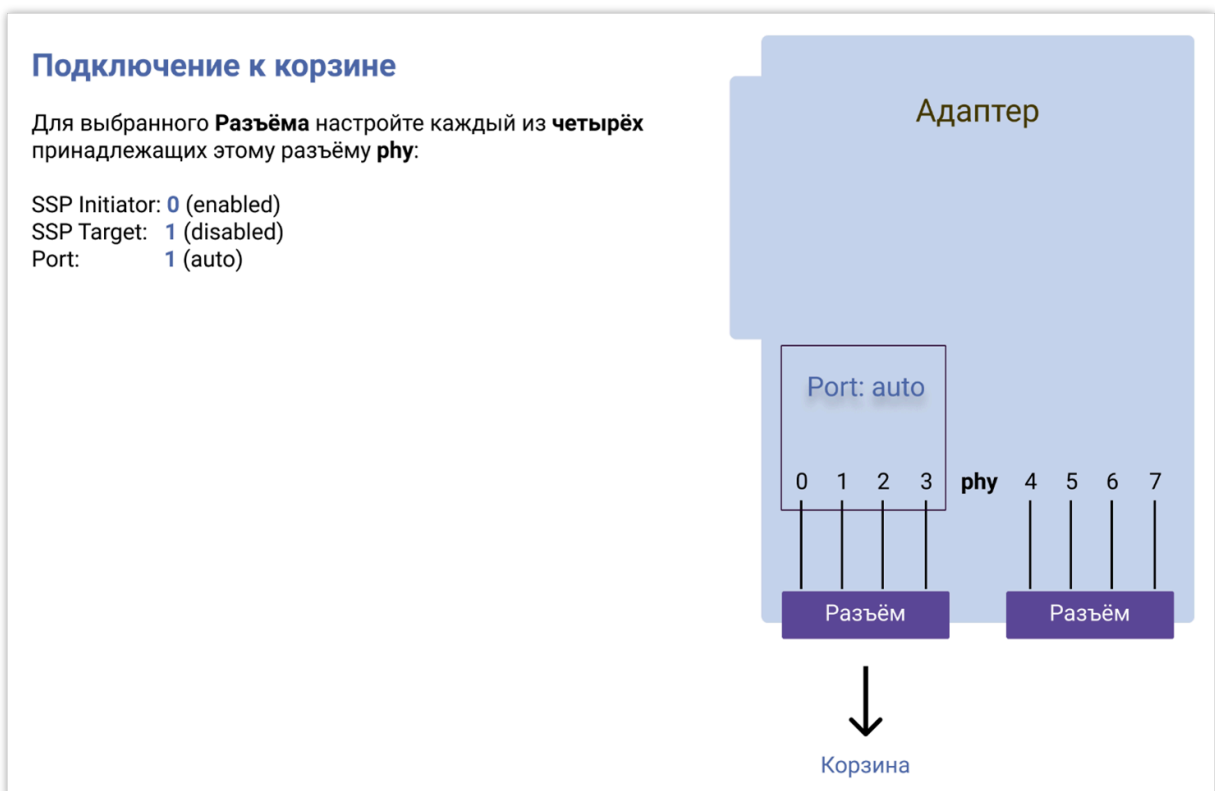 Подключение к корзине
Для выбранного Разъёма настройте каждый из четырёх
принадлежащих этому разъёму phy:
SSP Initiator: 0 (enabled)
SSP Target: 1 (disabled)
Port: 1 (auto)
Адаптер
Port: auto
0 1 2 3 phy 4 5 6 7
Разъём Разъём
Корзина